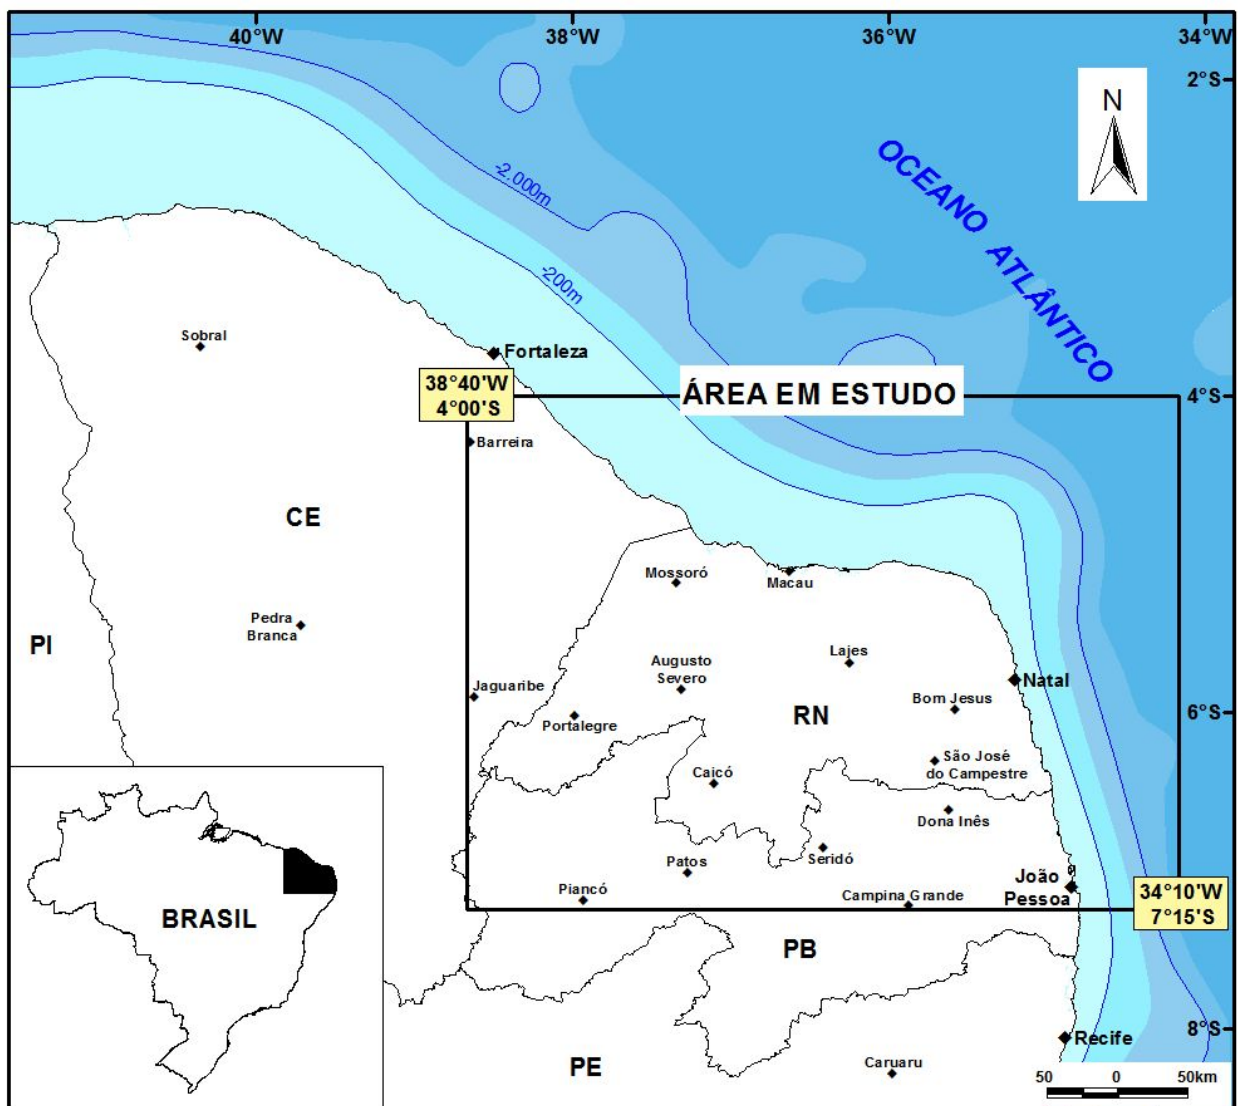 40°W
38°W
36°W
34°W
2°S
N
OCEANO ATLÂNTICO
-2.000m
-200m
Sobral
Fortaleza
38°40'W
4°00'S
ÁREA EM ESTUDO
4°S
Barreira
CE
Mossoró
Macau
Pedra
Branca
PI
Lajes
Augusto
Severo
Jaguaribe
Natal
Bom Jesus
Portalegre
RN
6°S
São José
do Campestre
Caicó
Dona Inês
Seridó
Patos
João
Pessoa
Piancó
Campina Grande
34°10'W
7°15'S
BRASIL
PB
8°S
Recife
PE
Caruaru
50
0
50km